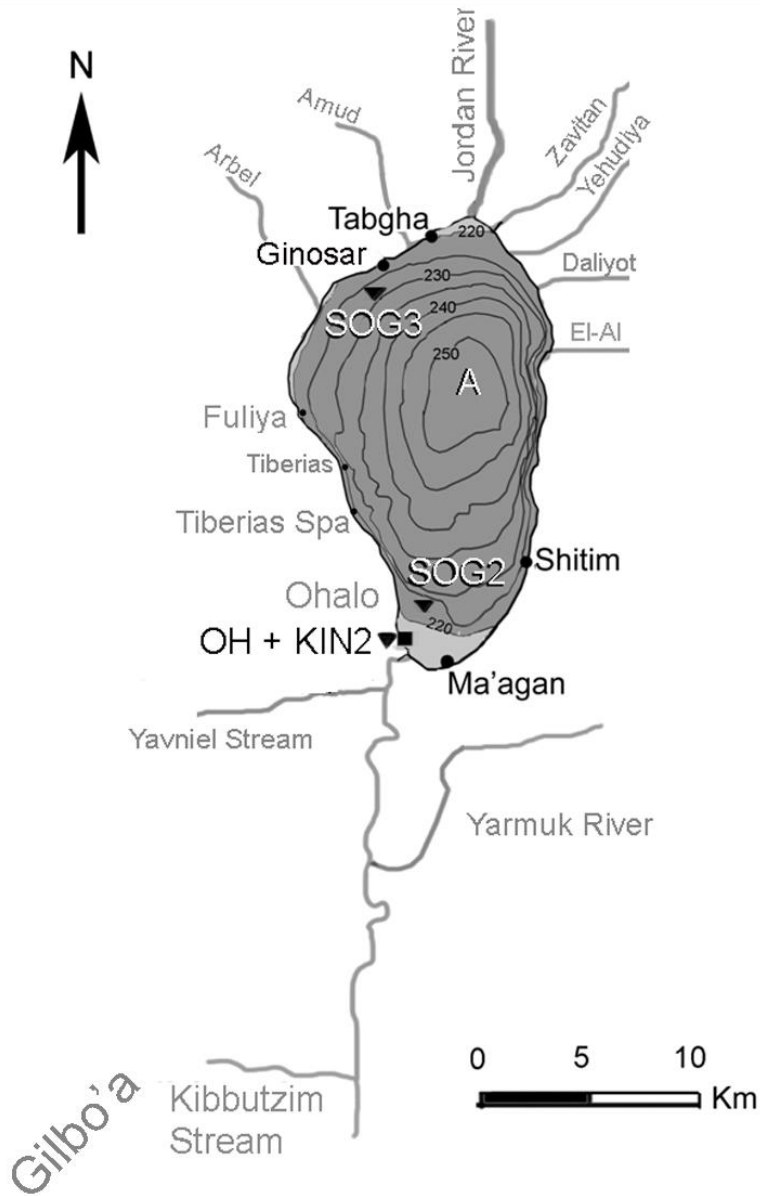 N
Jordan River
Amud
Zavitan
Arbel
Yehudiya
Tabgha
220
Ginosar
Daliyot
230
SOG3
240
El-Al
250
A
Fuliya
Tiberias
Tiberias Spa
Shitim
SOG2
Ohalo
220
OH + KIN2
Ma'agan
Yavniel Stream
Yarmuk River
0 5 10
Km
Gilbo'a
Kibbutzim
Stream